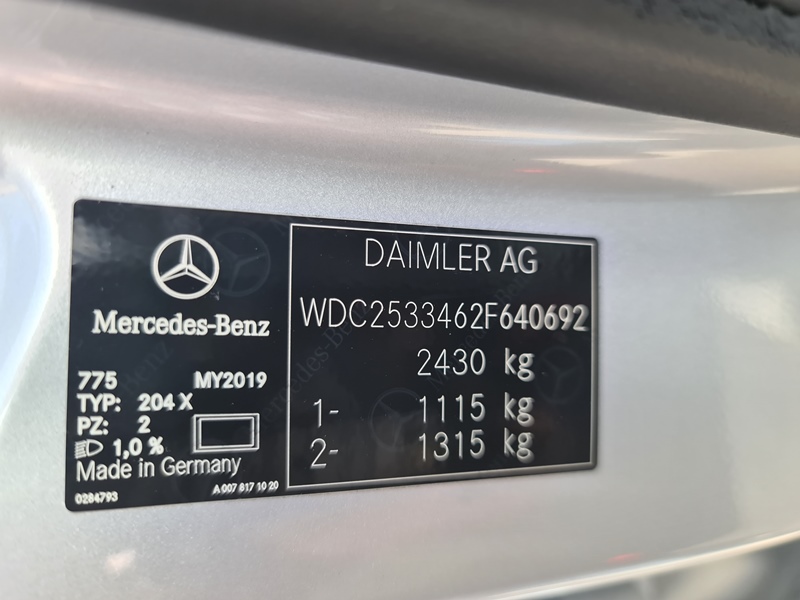 Mercedes-Benz
775 MY2019
TYP: 204 X
PZ: 2
1,0 %
Made in Germany
0284793 A 007 817 10 20
DAIMLER AG
WDC2533462F640692
2430 kg
1- 1115 kg
2- 1315 kg